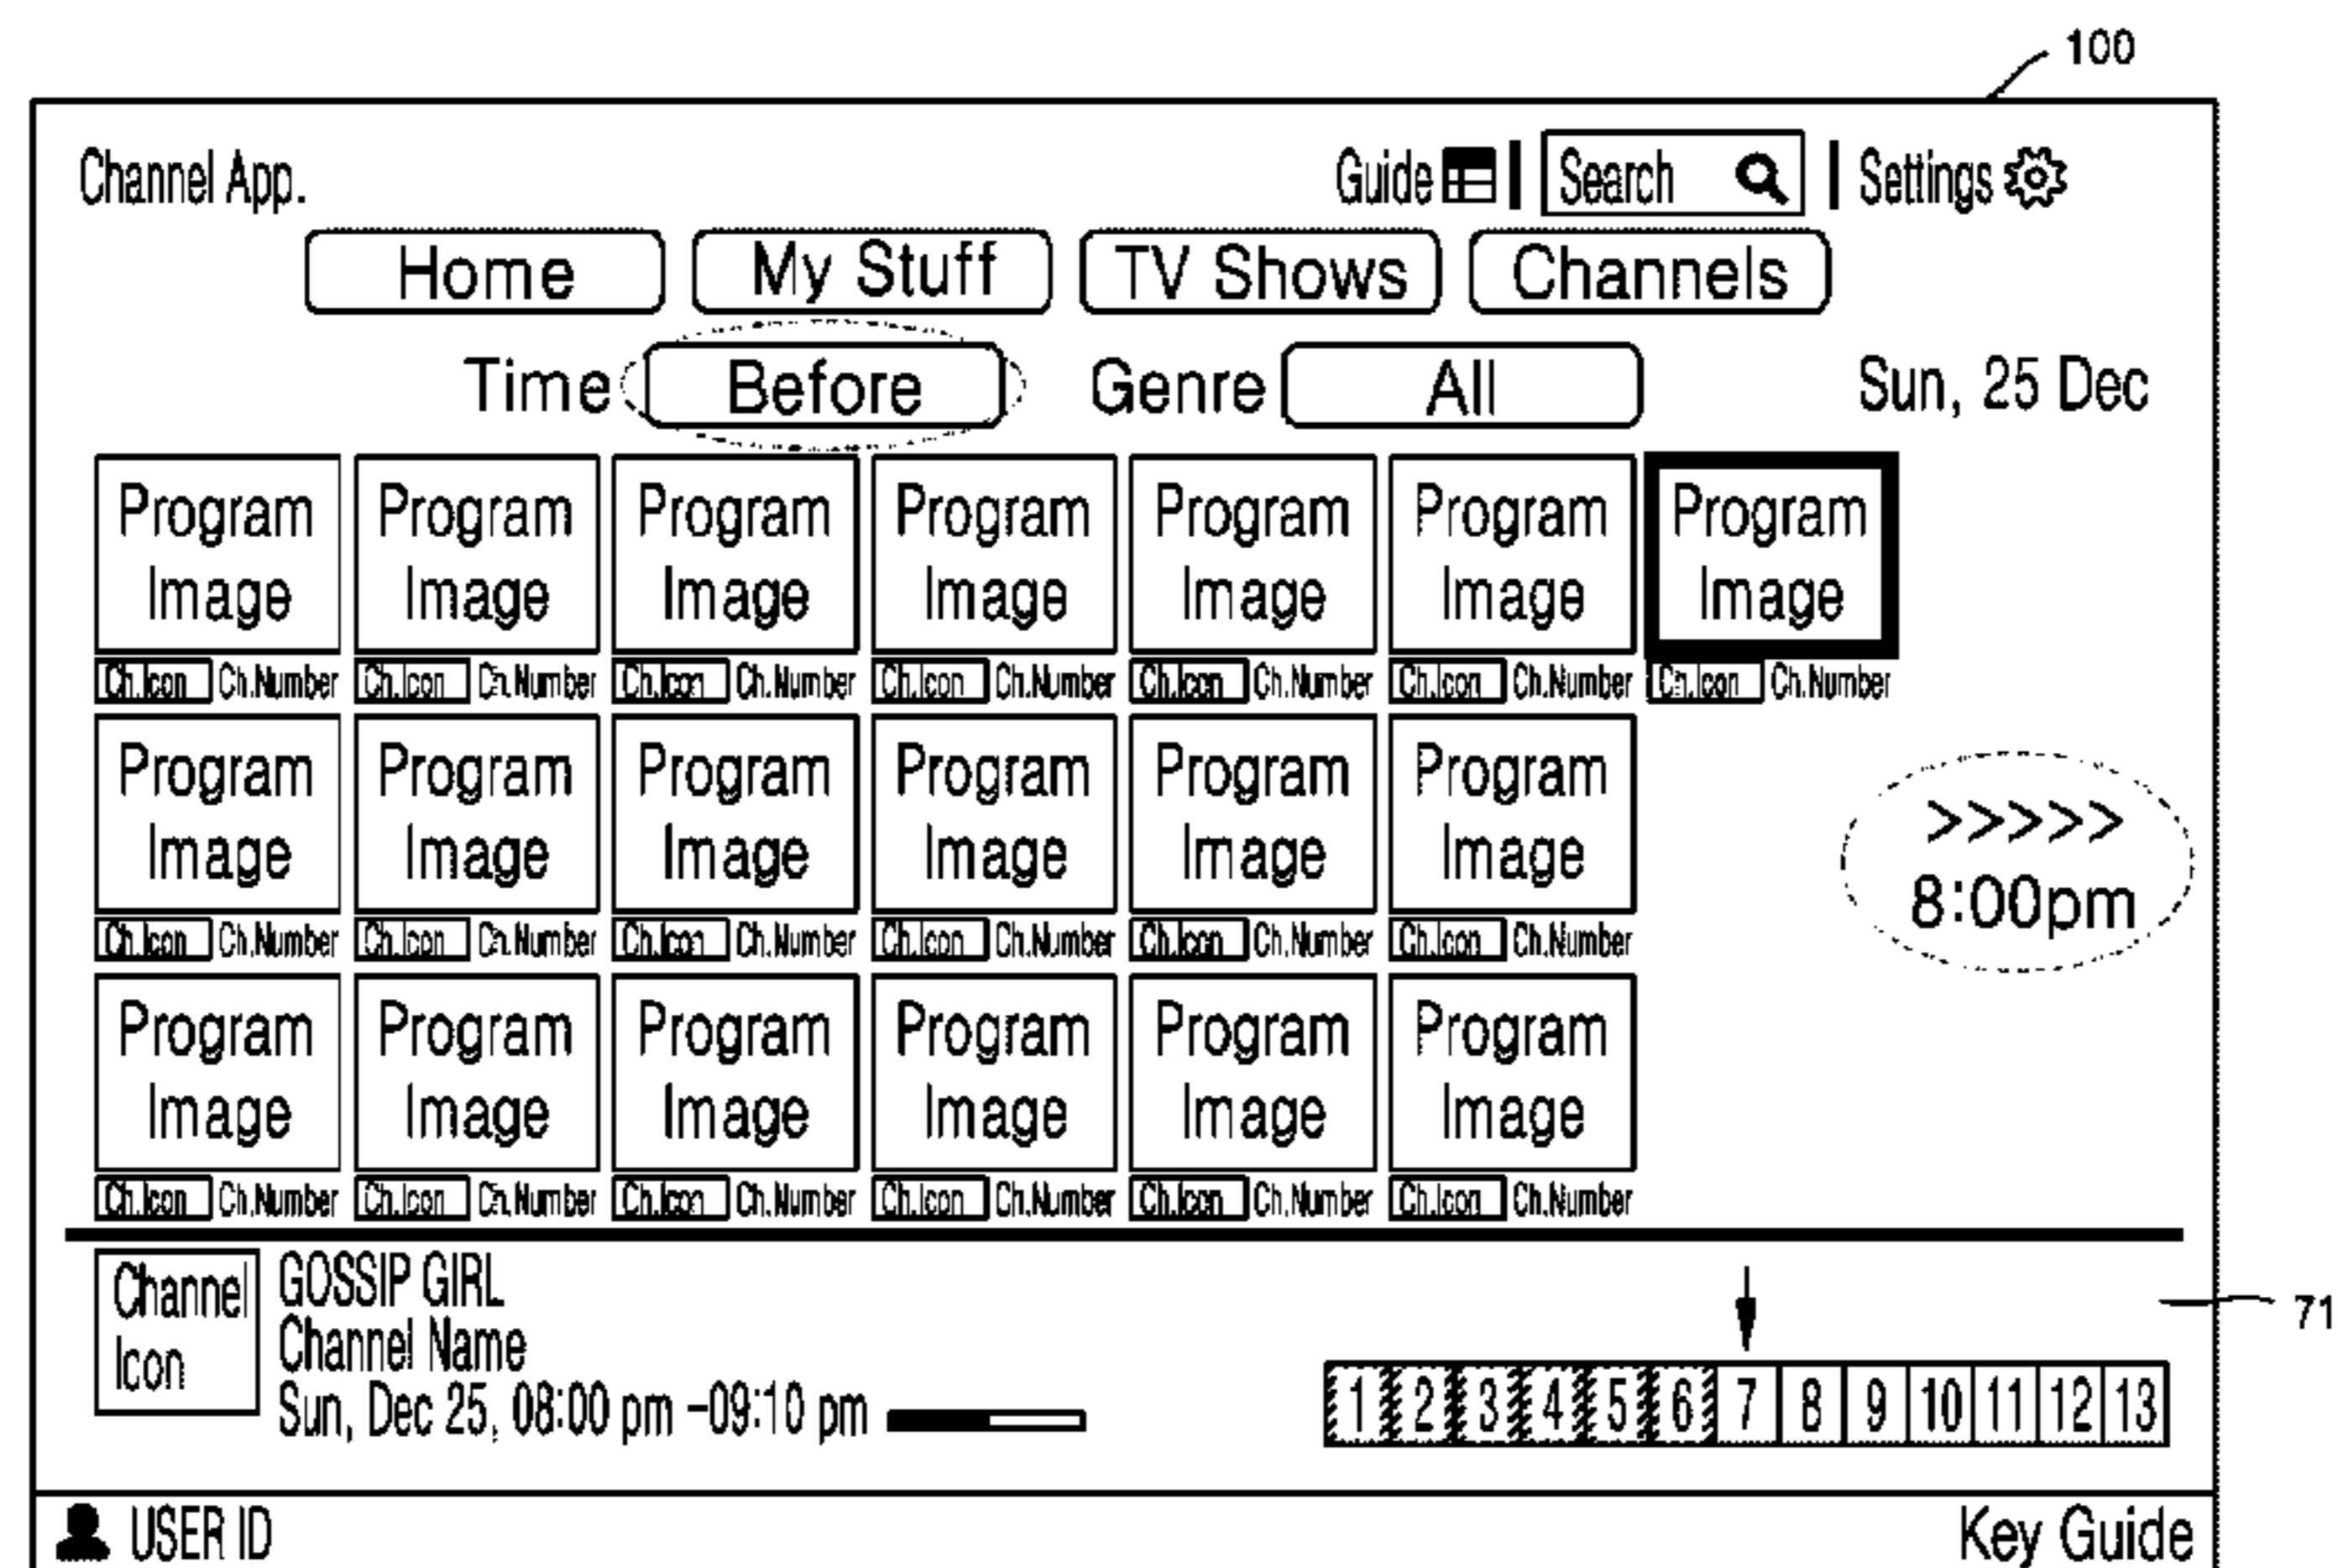 100
Channel App. Guide | Search | Settings
Home My Stuff TV Shows Channels
Time Before Genre All Sun, 25 Dec
Program Program Program Program Program Program Program
Image Image Image Image Image Image Image
Ch.Icon Ch.Number Ch.Icon Ch.Number Ch.Icon Ch.Number Ch.Icon Ch.Number Ch.Icon Ch.Number Ch.Icon Ch.Number Ch.Icon Ch.Number
Program Program Program Program Program Program
Image Image Image Image Image Image
>>>>>
8:00pm
Ch.Icon Ch.Number Ch.Icon Ch.Number Ch.Icon Ch.Number Ch.Icon Ch.Number Ch.Icon Ch.Number Ch.Icon Ch.Number
Program Program Program Program Program Program
Image Image Image Image Image Image
Ch.Icon Ch.Number Ch.Icon Ch.Number Ch.Icon Ch.Number Ch.Icon Ch.Number Ch.Icon Ch.Number Ch.Icon Ch.Number
Channel
Icon
GOSSIP GIRL
Channel Name
Sun, Dec 25, 08:00 pm -09:10 pm
71
1 2 3 4 5 6 7 8 9 10 11 12 13
USER ID Key Guide